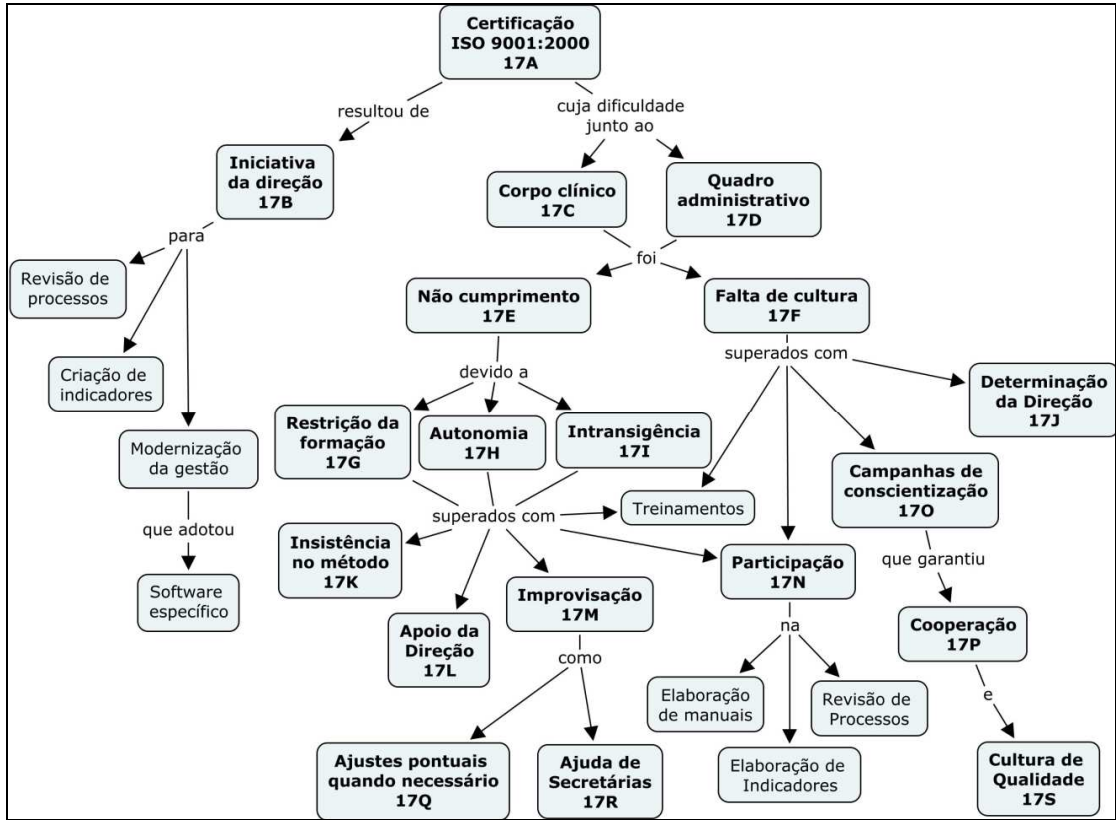 Certificação
ISO 9001:2000
17A
resultou de
cuja dificuldade
junto ao
Iniciativa
da direção
17B
Corpo clínico
17C
Quadro
administrativo
17D
para
foi
Revisão de
processos
Não cumprimento
17E
Falta de cultura
17F
superados com
Criação de
indicadores
devido a
Determinação
da Direção
17J
Restrição da
formação
17G
Autonomia
17H
Intransigência
17I
Modernização
da gestão
Campanhas de
conscientização
17O
superados com
Treinamentos
que adotou
Insistência
no método
17K
Participação
17N
que garantiu
Software
específico
Improvisação
17M
Apoio da
Direção
17L
como
na
Cooperação
17P
Elaboração
de manuais
Revisão de
Processos
e
Ajustes pontuais
quando necessário
17Q
Ajuda de
Secretárias
17R
Elaboração de
Indicadores
Cultura de
Qualidade
17S